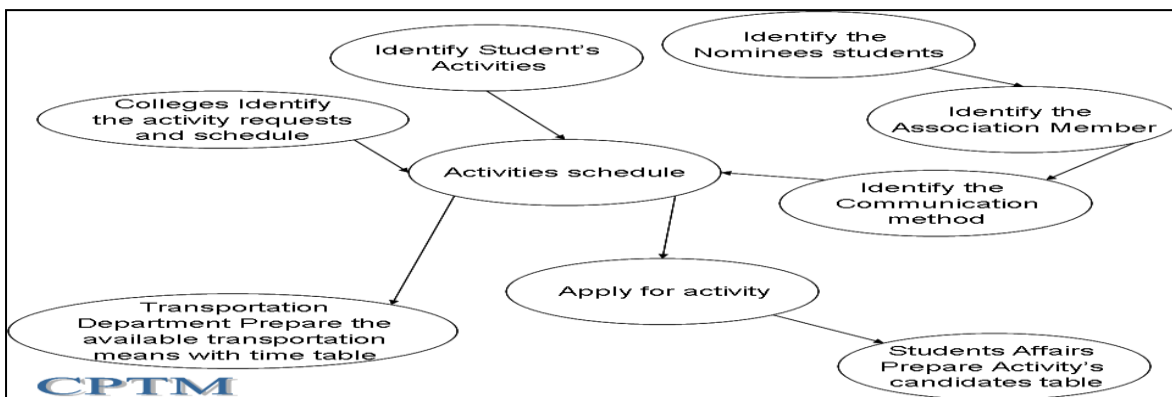 Identify Student's
Activities
Identify the
Nominees students
Colleges Identify
the activity requests
and schedule
Identify the
Association Member
Activities schedule
Identify the
Communication
method
Apply for activity
Transportation
Department Prepare the
available transportation
means with time table
Students Affairs
Prepare Activity's
candidates table
CPTM